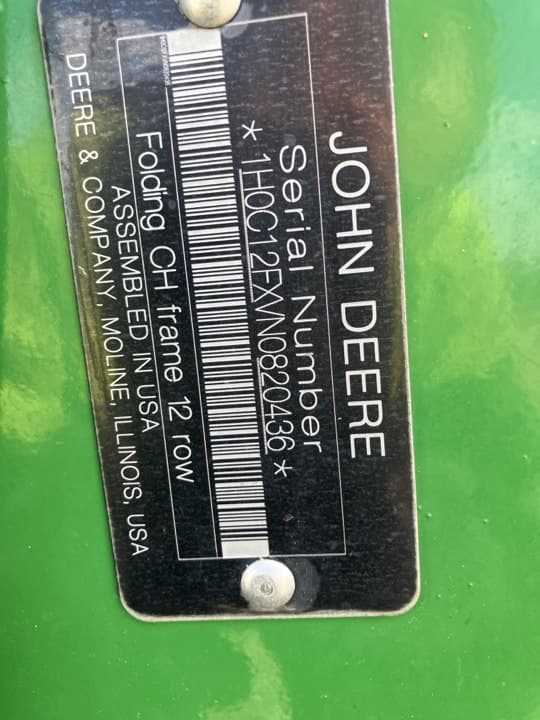 JOHN DEERE
Serial Number
* 1H0C12FXVN0820436 *
Folding CH frame 12 row
ASSEMBLED IN USA
DEERE & COMPANY, MOLINE, ILLINOIS, USA